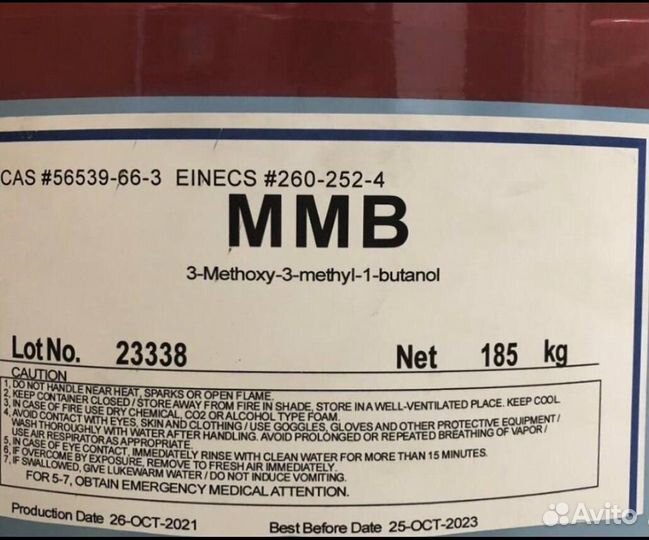 CAS #56539-66-3 EINECS #260-252-4
MMB
3-Methoxy-3-methyl-1-butanol
Lot No. 23338 Net 185 kg
CAUTION
1, DO NOT HANDLE NEAR HEAT, SPARKS OR OPEN FLAME.
2, KEEP CONTAINER CLOSED / STORE AWAY FROM FIRE IN SHADE, STORE IN A WELL-VENTILATED PLACE. KEEP COOL
3, IN CASE OF FIRE USE DRY CHEMICAL, CO2 OR ALCOHOL TYPE FOAM.
4, AVOID CONTACT WITH EYES, SKIN AND CLOTHING / USE GOGGLES, GLOVES AND OTHER PROTECTIVE EQUIPMENT /
WASH THOROUGHLY WITH WATER AFTER HANDLING. AVOID PROLONGED OR REPEATED BREATHING OF VAPOR /
USE AIR RESPIRATOR AS APPROPRIATE.
5, IN CASE OF EYE CONTACT, IMMEDIATELY RINSE WITH CLEAN WATER FOR MORE THAN 15 MINUTES.
6, IF OVERCOME BY EXPOSURE, REMOVE TO FRESH AIR IMMEDIATELY.
7, IF SWALLOWED, GIVE LUKEWARM WATER / DO NOT INDUCE VOMITING.
FOR 5-7, OBTAIN EMERGENCY MEDICAL ATTENTION.
Production Date 26-OCT-2021 Best Before Date 25-OCT-2023
Avito